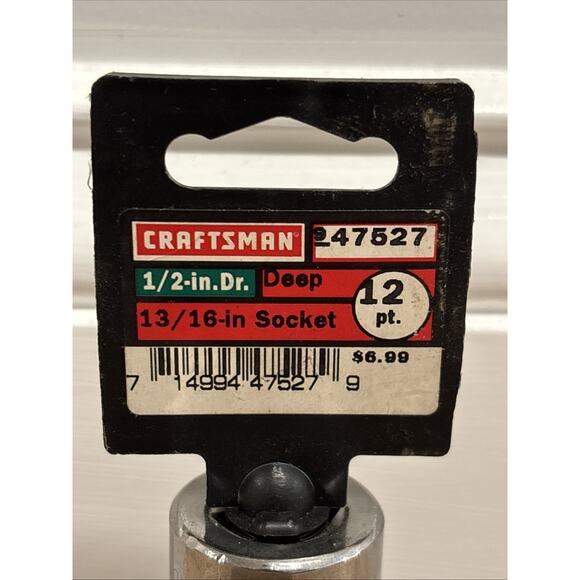 CRAFTSMAN® 947527
1/2-in.Dr. Deep
12 pt.
13/16-in Socket
$6.99
7 14994 47527 9